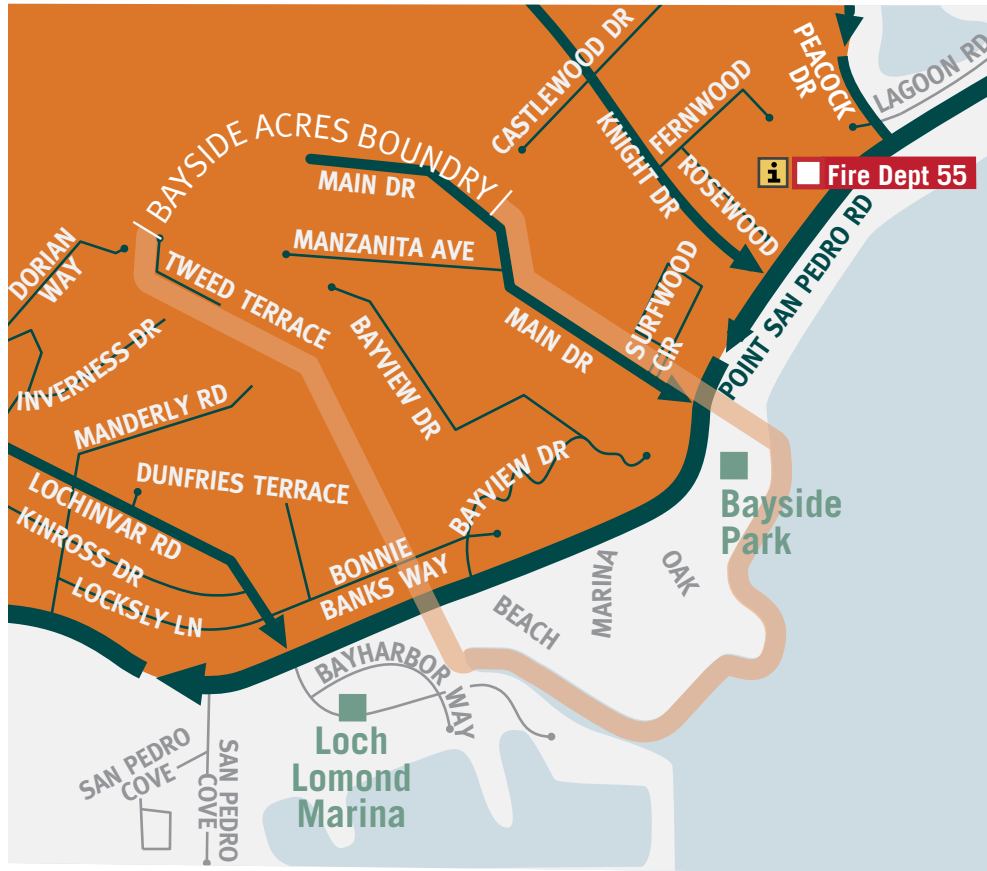 CASTLEWOOD DR
PEACOCK
DR
LAGOON RD
FERNWOOD
KNIGHT DR
ROSEWOOD
BAYSIDE ACRES BOUNDRY
i Fire Dept 55
MAIN DR
MANZANITA AVE
DORIAN
WAY
TWEED TERRACE
SURFWOOD
CIR
POINT SAN PEDRO RD
MAIN DR
BAYVIEW DR
INVERNESS DR
MANDERLY RD
DUNFRIES TERRACE
BAYVIEW DR
LOCHINVAR RD
KINROSS DR
LOCKSLY LN
BONNIE
BANKS WAY
Bayside
Park
OAK
MARINA
BEACH
BAYHARBOR WAY
Loch
Lomond
Marina
SAN PEDRO
COVE
SAN PEDRO
COVE